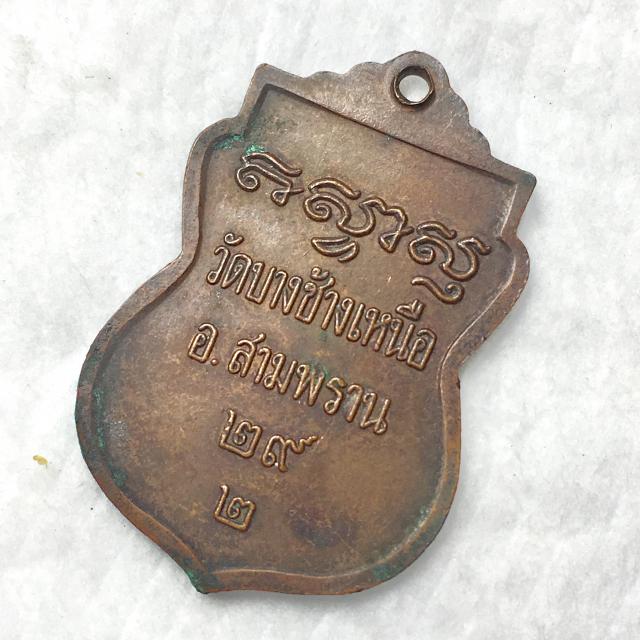 วัดบางช้างเหนือ
อ. สามพราน
๒๙
๒